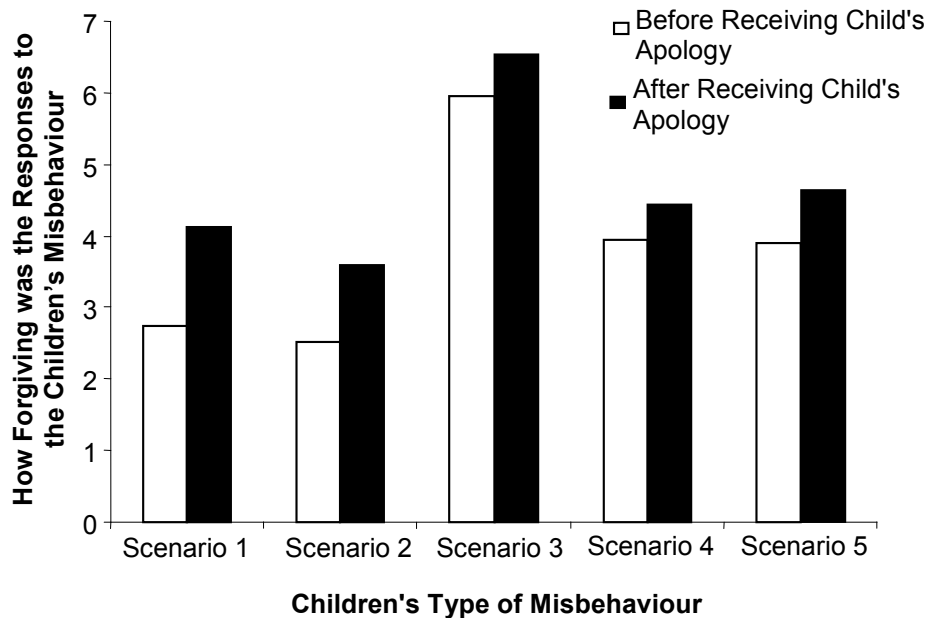 How Forgiving was the Responses to
the Children's Misbehaviour
7
6
5
4
3
2
1
0
Before Receiving Child's
Apology
After Receiving Child's
Apology
Scenario 1
Scenario 2
Scenario 3
Scenario 4
Scenario 5
Children's Type of Misbehaviour